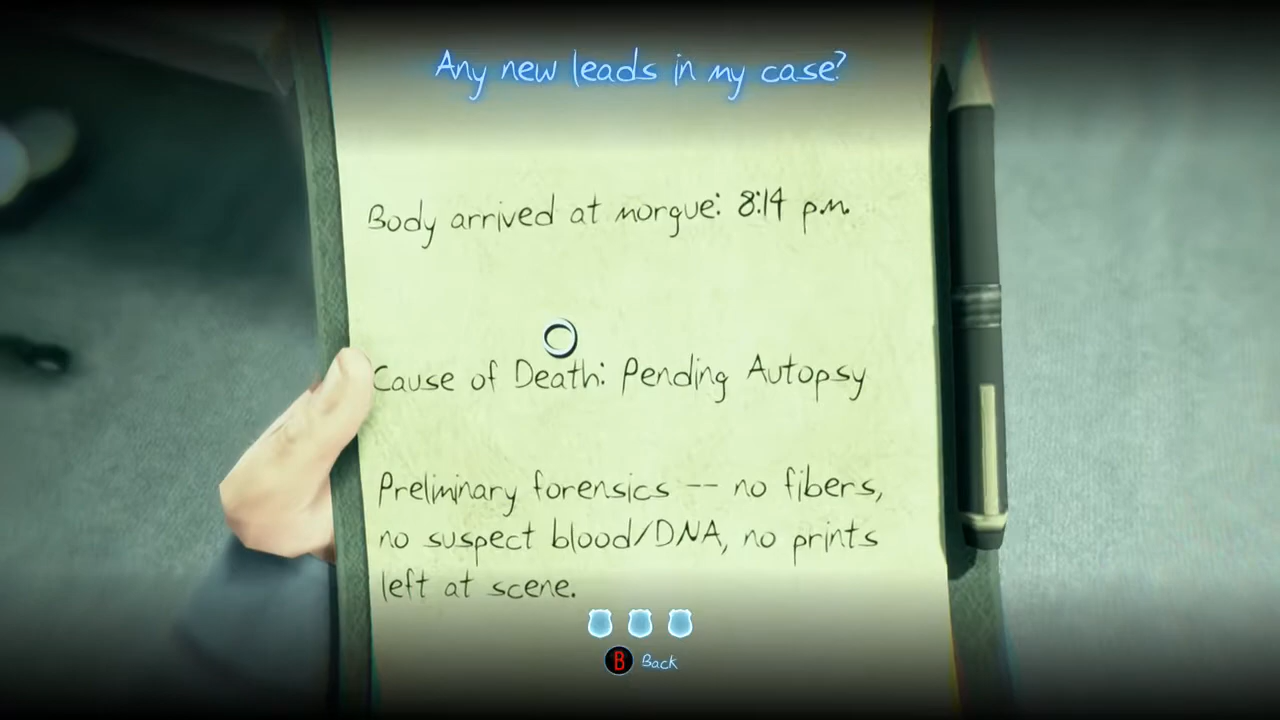 Any new leads in my case?
Body arrived at morgue: 8:14 p.m.
Cause of Death: Pending Autopsy
Preliminary forensics -- no fibers,
no suspect blood/DNA, no prints
left at scene.
B Back